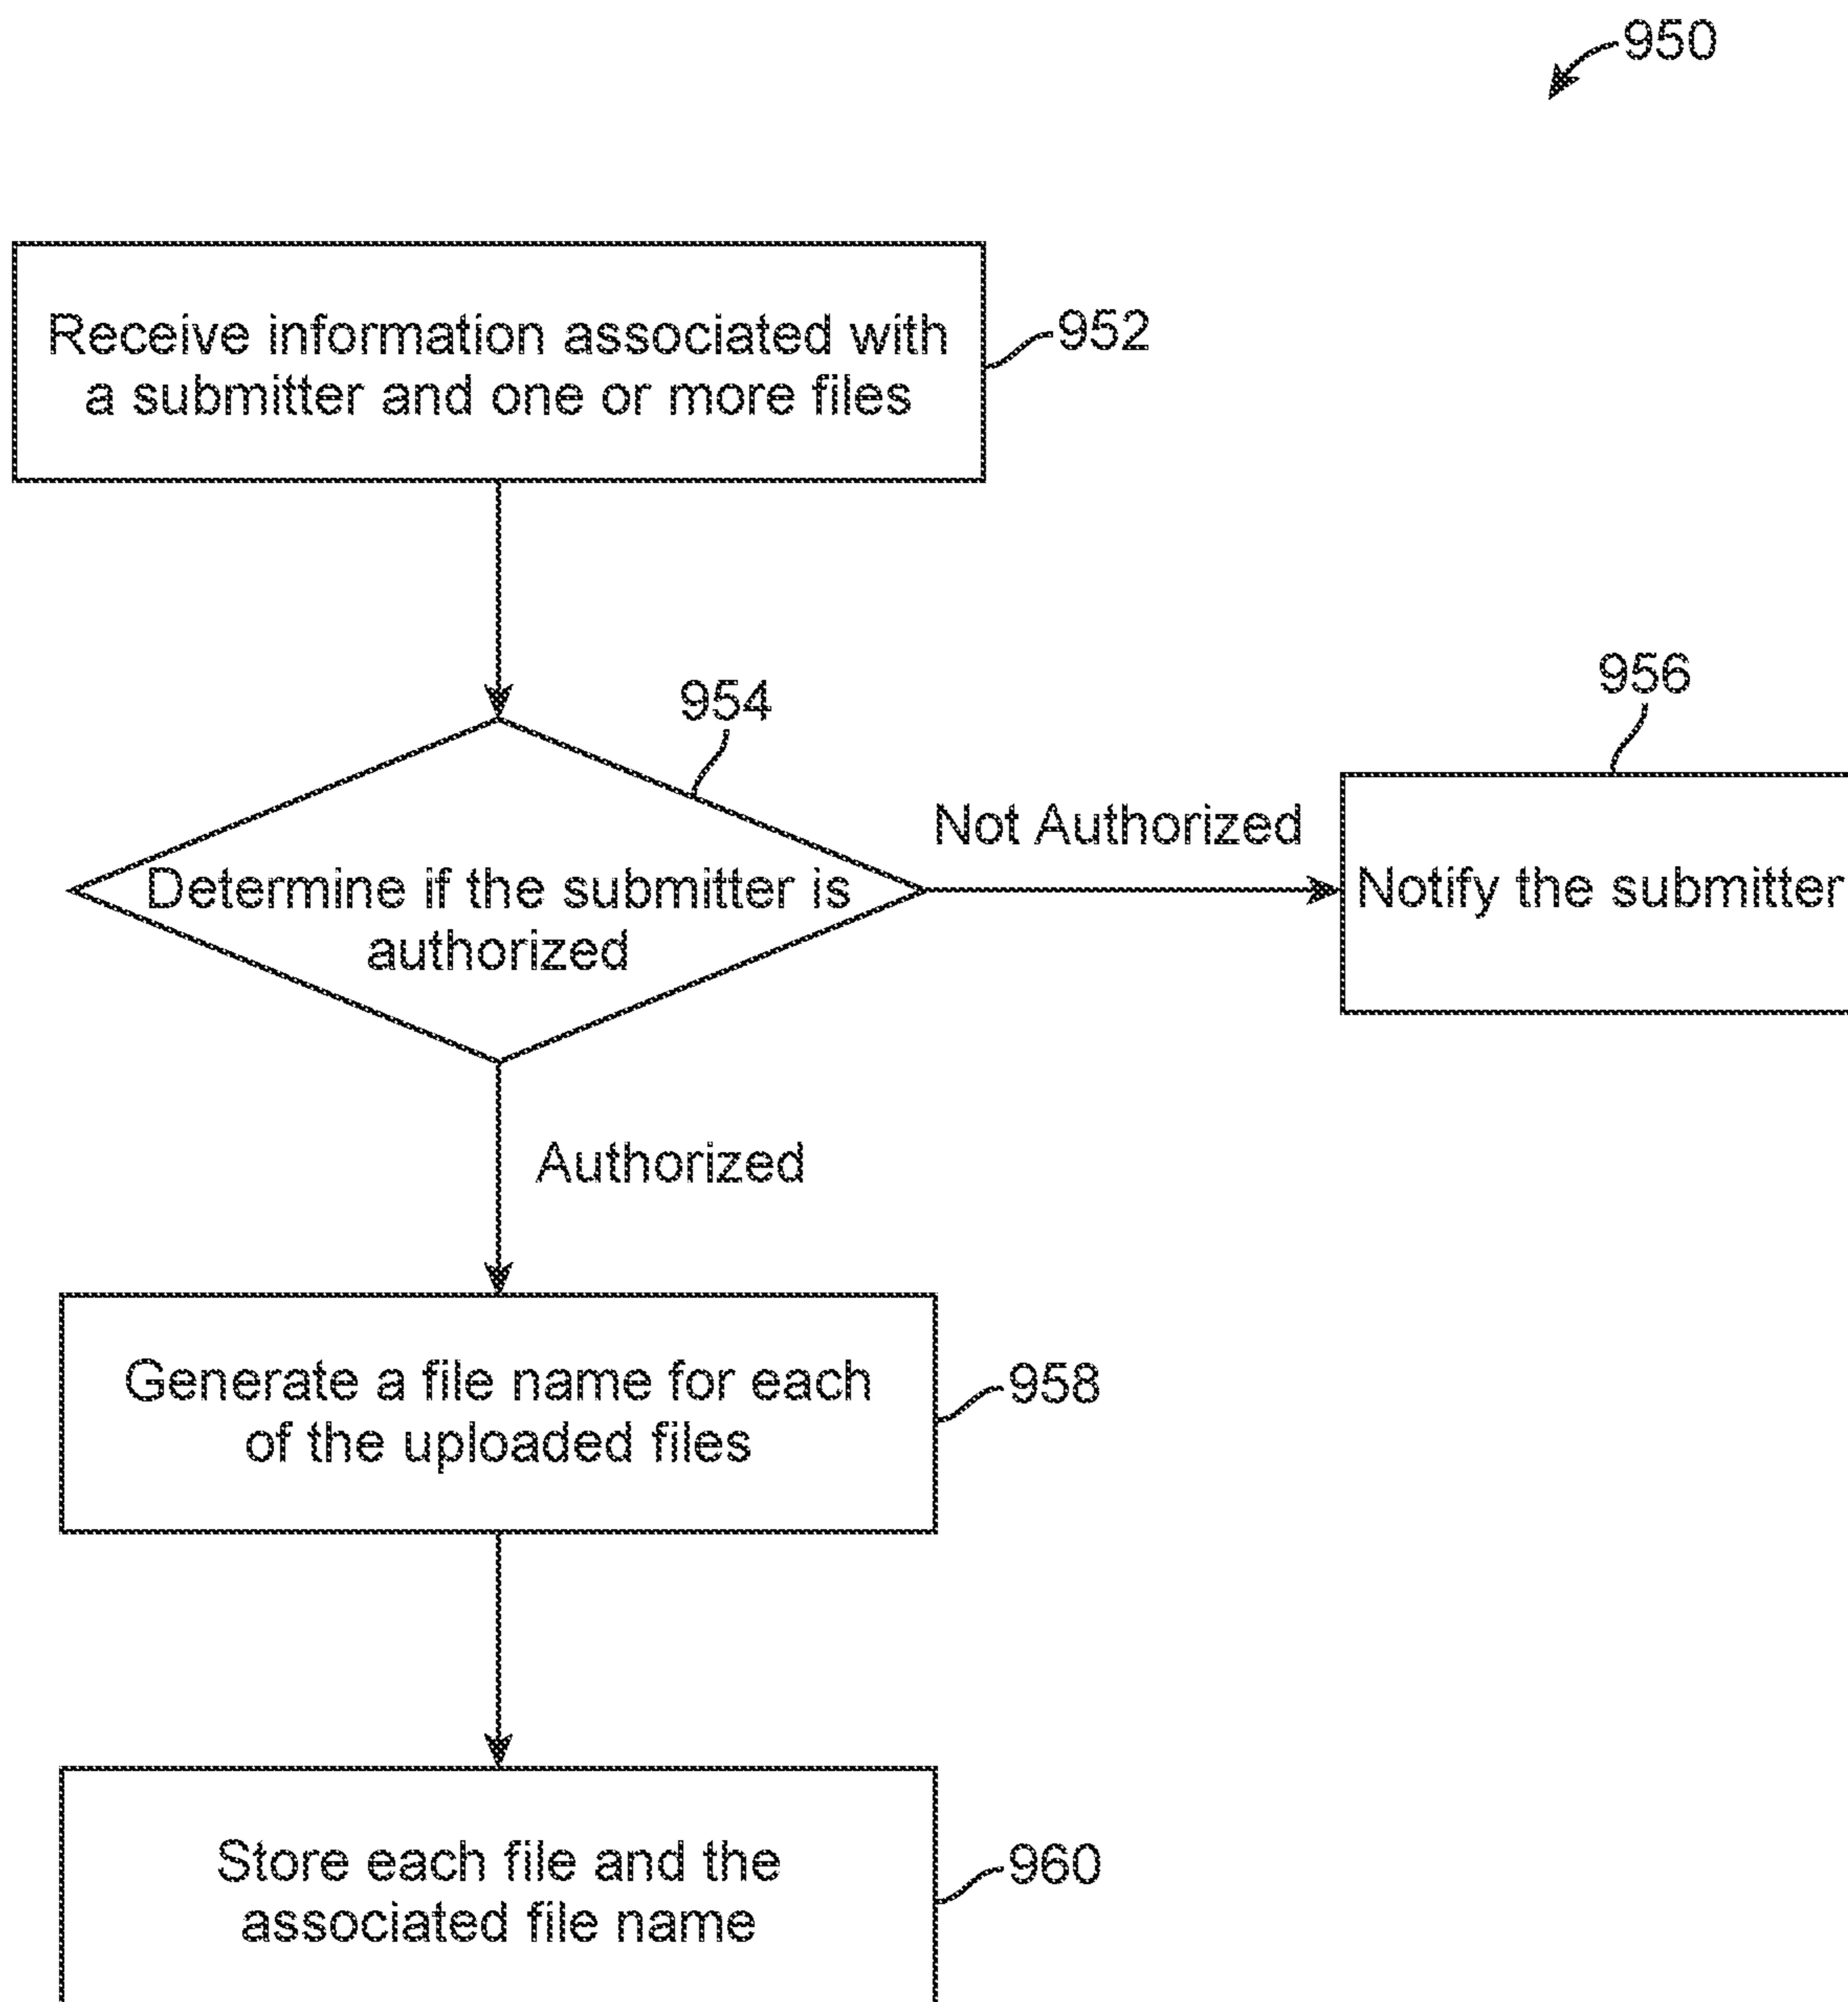 950
Receive information associated with
a submitter and one or more files
952
954
Determine if the submitter is
authorized
Not Authorized
956
Notify the submitter
Authorized
Generate a file name for each
of the uploaded files
958
Store each file and the
associated file name
960